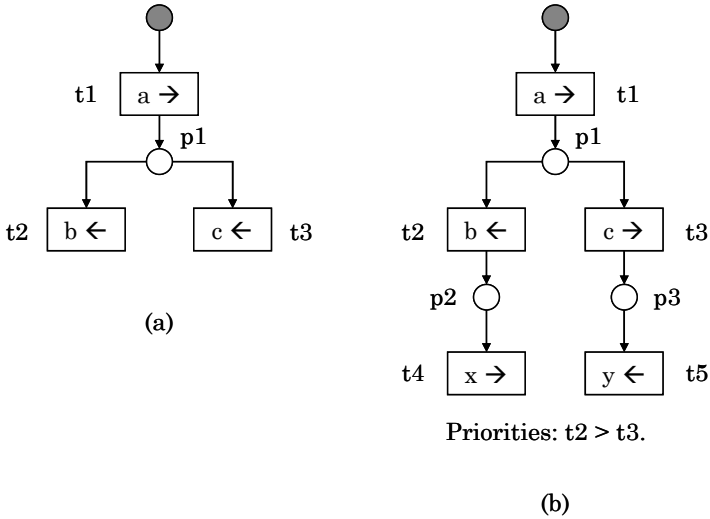 t1 a →
p1
t2 b ← c ← t3
(a)
a → t1
p1
t2 b ← c → t3
p2 p3
t4 x → y ← t5
Priorities: t2 > t3.
(b)